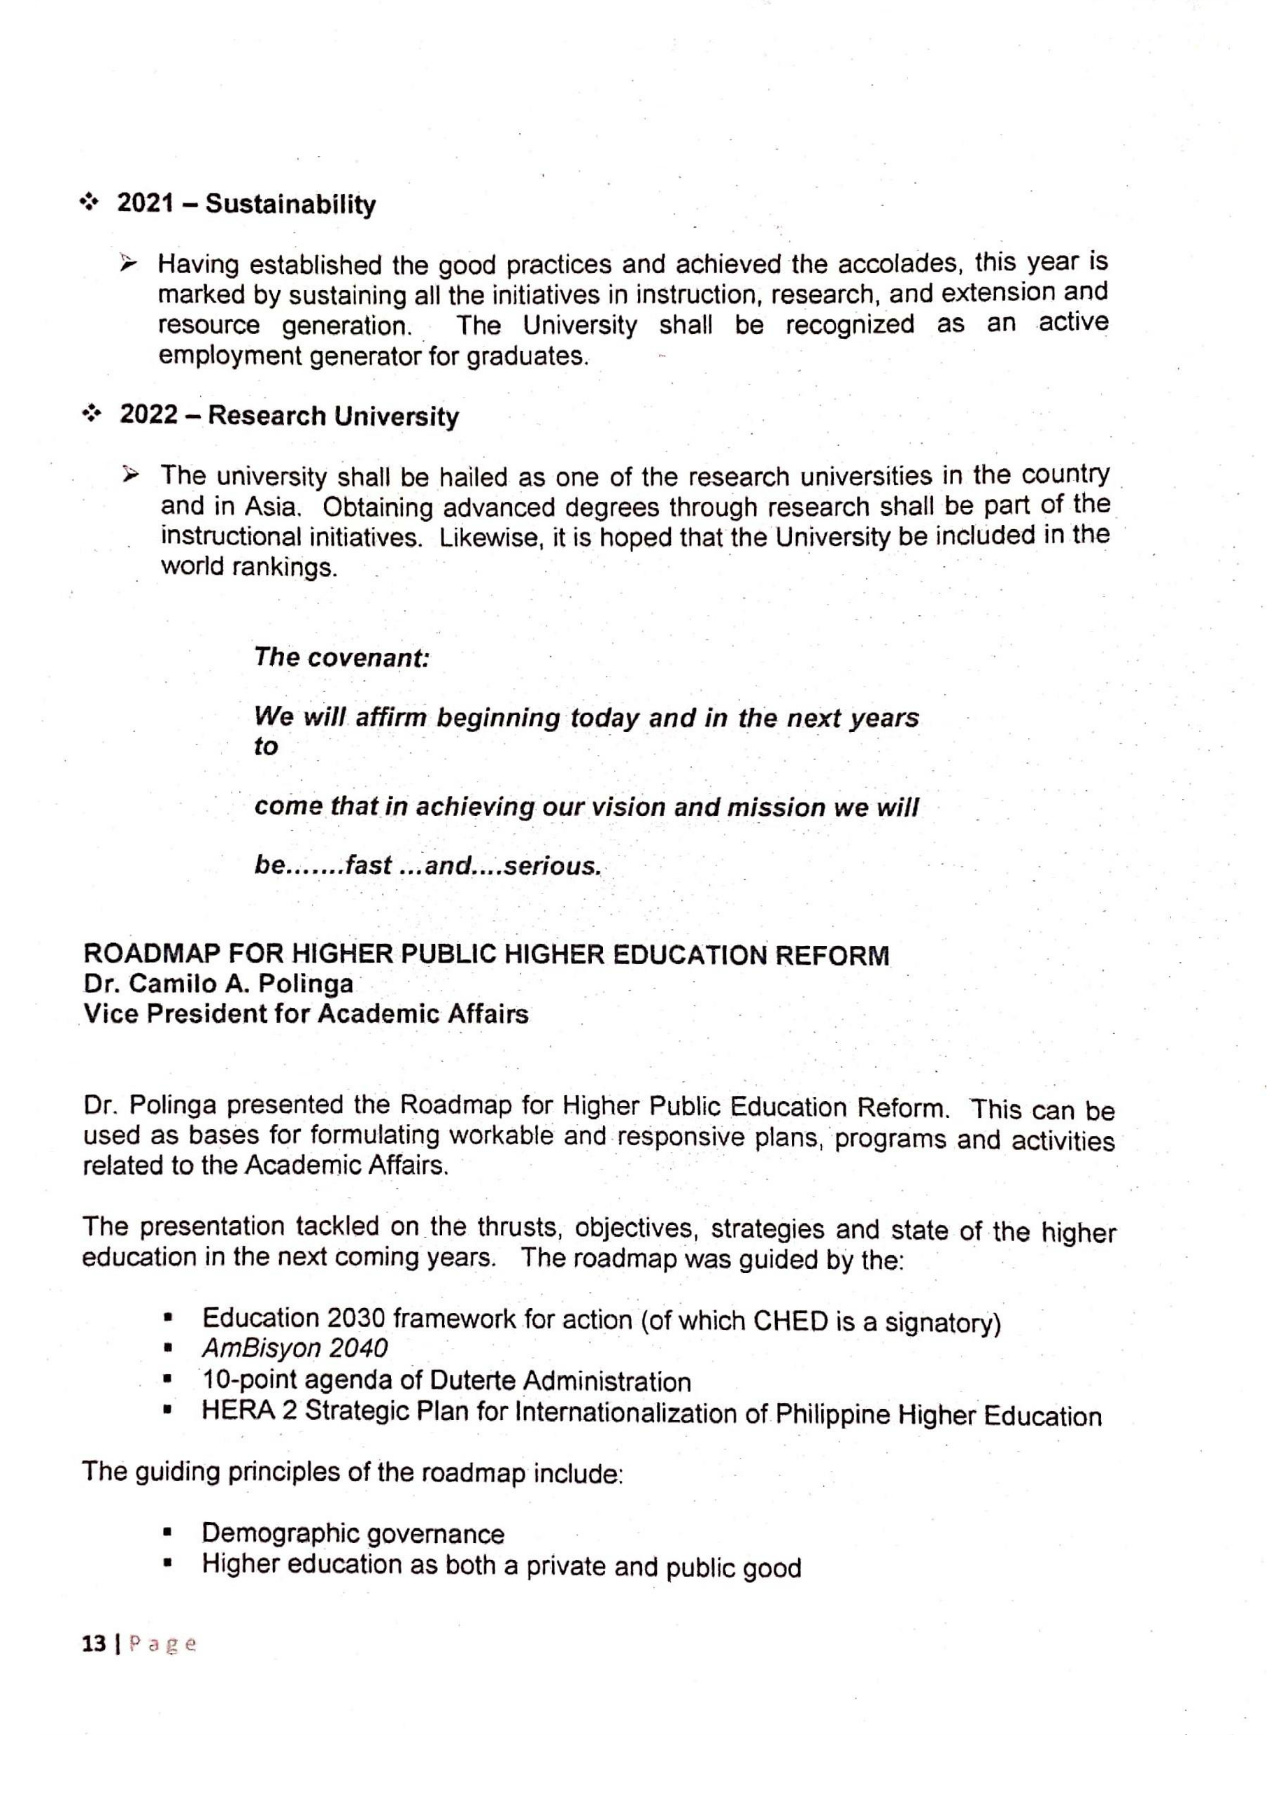 ❖ 2021 – Sustainability
➢ Having established the good practices and achieved the accolades, this year is
marked by sustaining all the initiatives in instruction, research, and extension and
resource generation. The University shall be recognized as an active
employment generator for graduates.
❖ 2022 – Research University
➢ The university shall be hailed as one of the research universities in the country
and in Asia. Obtaining advanced degrees through research shall be part of the
instructional initiatives. Likewise, it is hoped that the University be included in the
world rankings.
The covenant:
We will affirm beginning today and in the next years
to
come that in achieving our vision and mission we will
be.......fast ...and....serious.
ROADMAP FOR HIGHER PUBLIC HIGHER EDUCATION REFORM
Dr. Camilo A. Polinga
Vice President for Academic Affairs
Dr. Polinga presented the Roadmap for Higher Public Education Reform. This can be
used as bases for formulating workable and responsive plans, programs and activities
related to the Academic Affairs.
The presentation tackled on the thrusts, objectives, strategies and state of the higher
education in the next coming years. The roadmap was guided by the:
▪ Education 2030 framework for action (of which CHED is a signatory)
▪ AmBisyon 2040
▪ 10-point agenda of Duterte Administration
▪ HERA 2 Strategic Plan for Internationalization of Philippine Higher Education
The guiding principles of the roadmap include:
▪ Demographic governance
▪ Higher education as both a private and public good
13 | Page